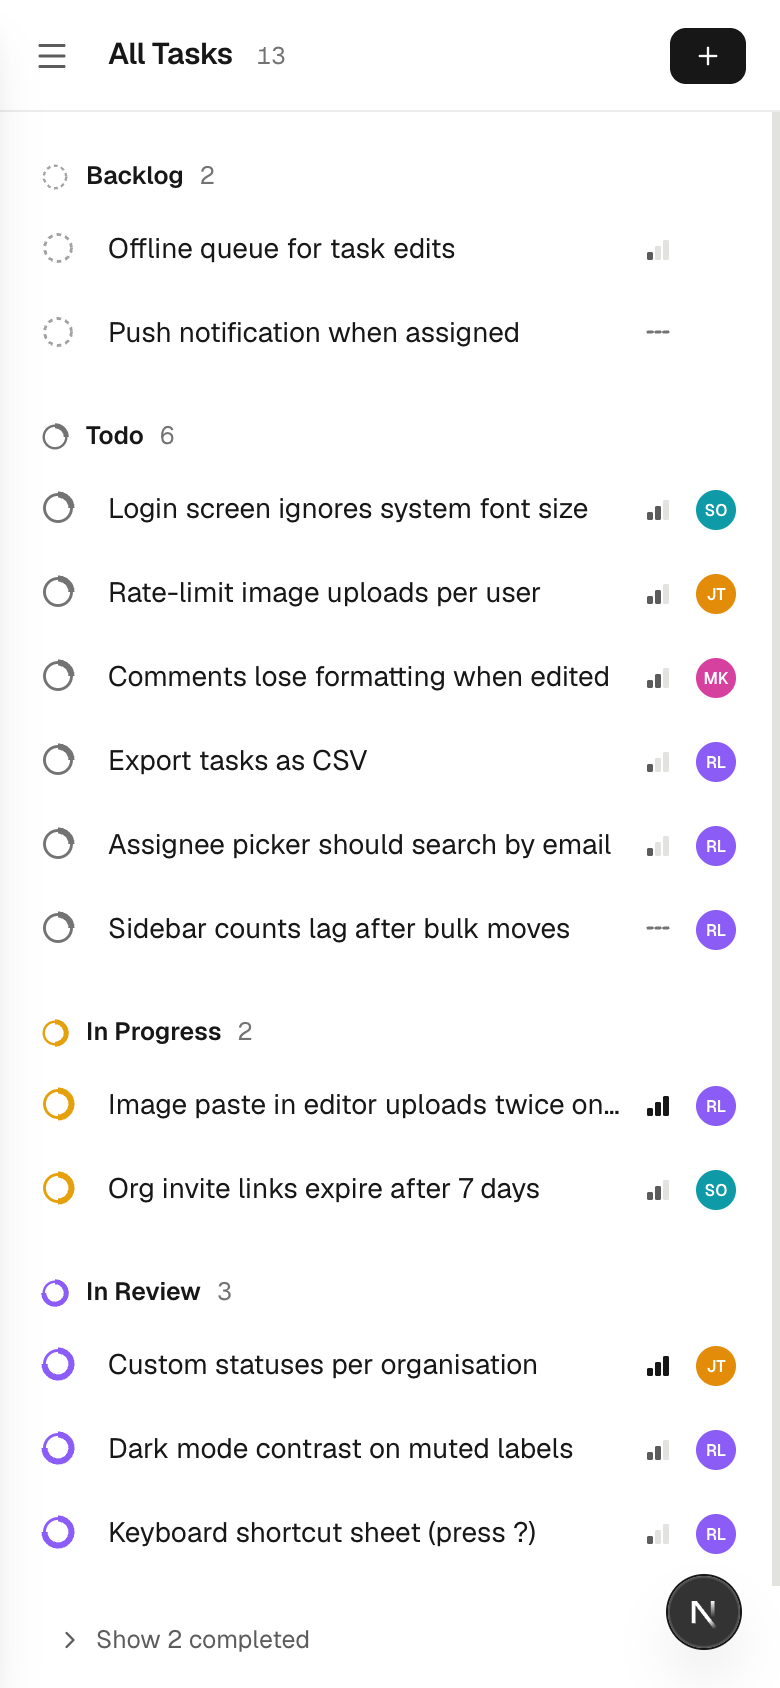 All Tasks 13
+
Backlog 2
Offline queue for task edits
Push notification when assigned
Todo 6
Login screen ignores system font size SO
Rate-limit image uploads per user JT
Comments lose formatting when edited MK
Export tasks as CSV RL
Assignee picker should search by email RL
Sidebar counts lag after bulk moves RL
In Progress 2
Image paste in editor uploads twice on... RL
Org invite links expire after 7 days SO
In Review 3
Custom statuses per organisation JT
Dark mode contrast on muted labels RL
Keyboard shortcut sheet (press ?) RL
N
Show 2 completed